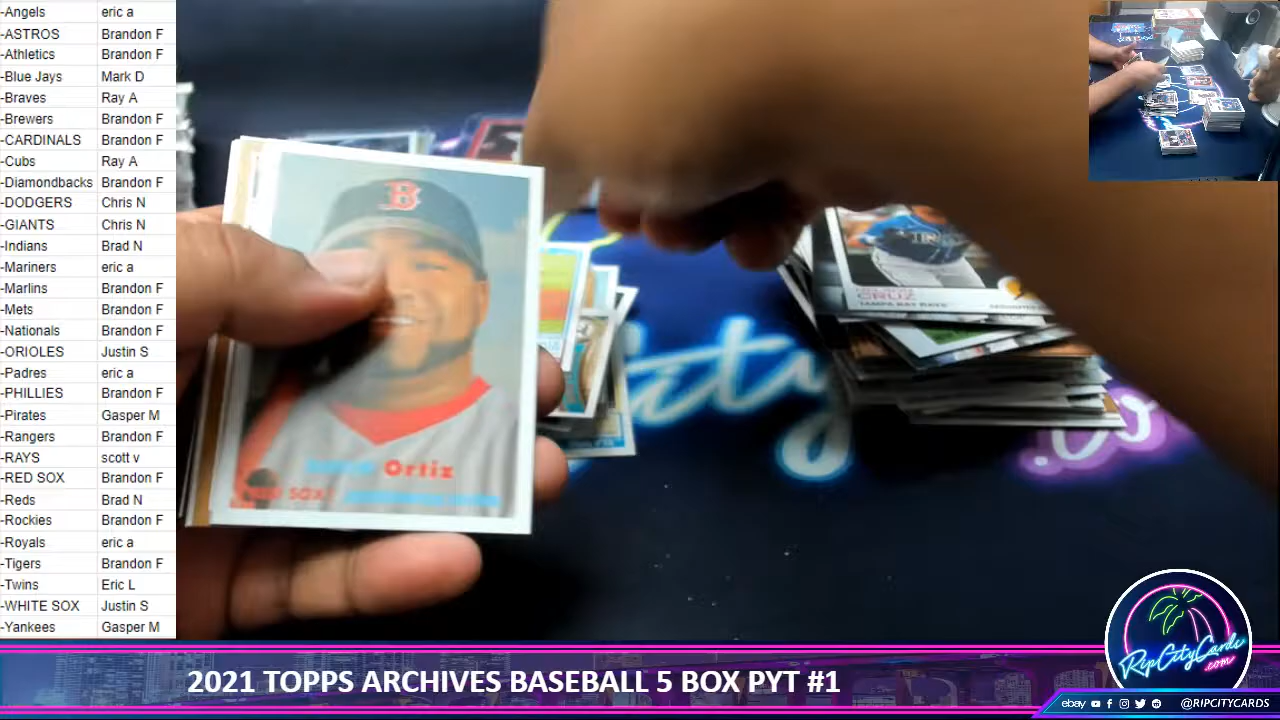 -Angels eric a
-ASTROS Brandon F
-Athletics Brandon F
-Blue Jays Mark D
-Braves Ray A
-Brewers Brandon F
-CARDINALS Brandon F
-Cubs Ray A
-Diamondbacks Brandon F
-DODGERS Chris N
-GIANTS Chris N
-Indians Brad N
-Mariners eric a
-Marlins Brandon F
-Mets Brandon F
-Nationals Brandon F
-ORIOLES Justin S
-Padres eric a
-PHILLIES Brandon F
-Pirates Gasper M
-Rangers Brandon F
-RAYS scott v
-RED SOX Brandon F
-Reds Brad N
-Rockies Brandon F
-Royals eric a
-Tigers Brandon F
-Twins Eric L
-WHITE SOX Justin S
-Yankees Gasper M
B
Ortiz
RED SOX
CRUZ
TAMPA BAY RAYS
ity
.co
RipCityCards
.com
2021 TOPPS ARCHIVES BASEBALL 5 BOX PYT #1
ebay @RIPCITYCARDS